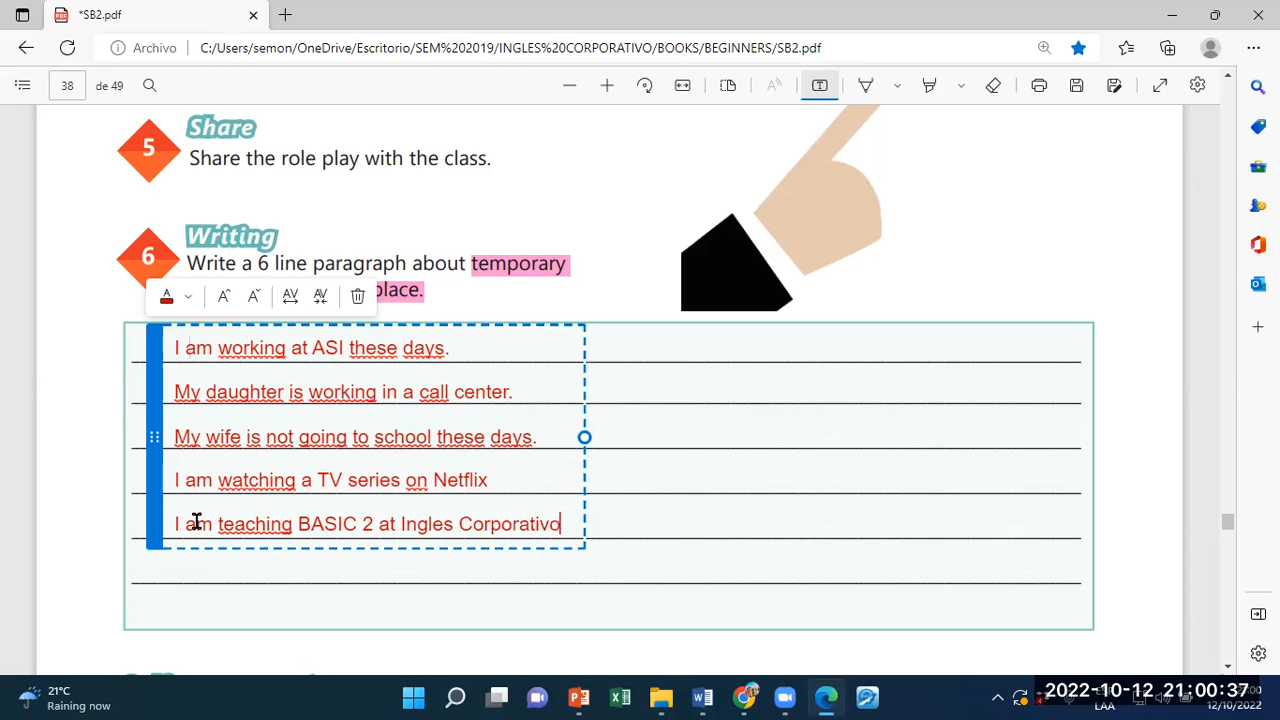 *SB2.pdf
Archivo
C:/Users/semon/OneDrive/Escritorio/SEM%202019/INGLES%20CORPORATIVO/BOOKS/BEGINNERS/SB2.pdf
38 de 49
5 Share
Share the role play with the class.
6 Writing
Write a 6 line paragraph about temporary
place.
I am working at ASI these days.
My daughter is working in a call center.
My wife is not going to school these days.
I am watching a TV series on Netflix
I am teaching BASIC 2 at Ingles Corporativo
21°C
Raining now
2022-10-12 21:00:37
LAA
12/10/2022